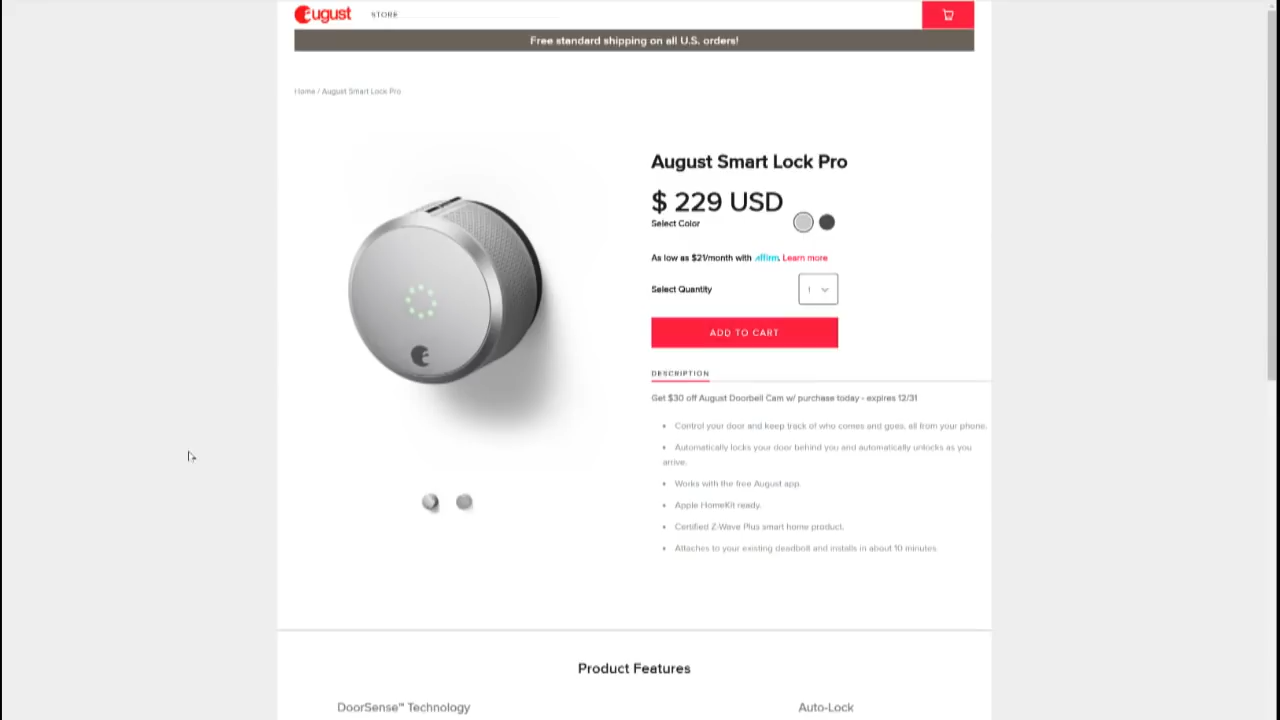 august
STORE
Free standard shipping on all U.S. orders!
Home / August Smart Lock Pro
August Smart Lock Pro
$ 229 USD
Select Color
As low as $21/month with affirm. Learn more
Select Quantity
1
ADD TO CART
DESCRIPTION
Get $30 off August Doorbell Cam w/ purchase today - expires 12/31
Control your door and keep track of who comes and goes, all from your phone.
Automatically locks your door behind you and automatically unlocks as you
arrive.
Works with the free August app.
Apple HomeKit ready.
Certified Z-Wave Plus smart home product.
Attaches to your existing deadbolt and installs in about 10 minutes.
Product Features
DoorSense™ Technology
Auto-Lock